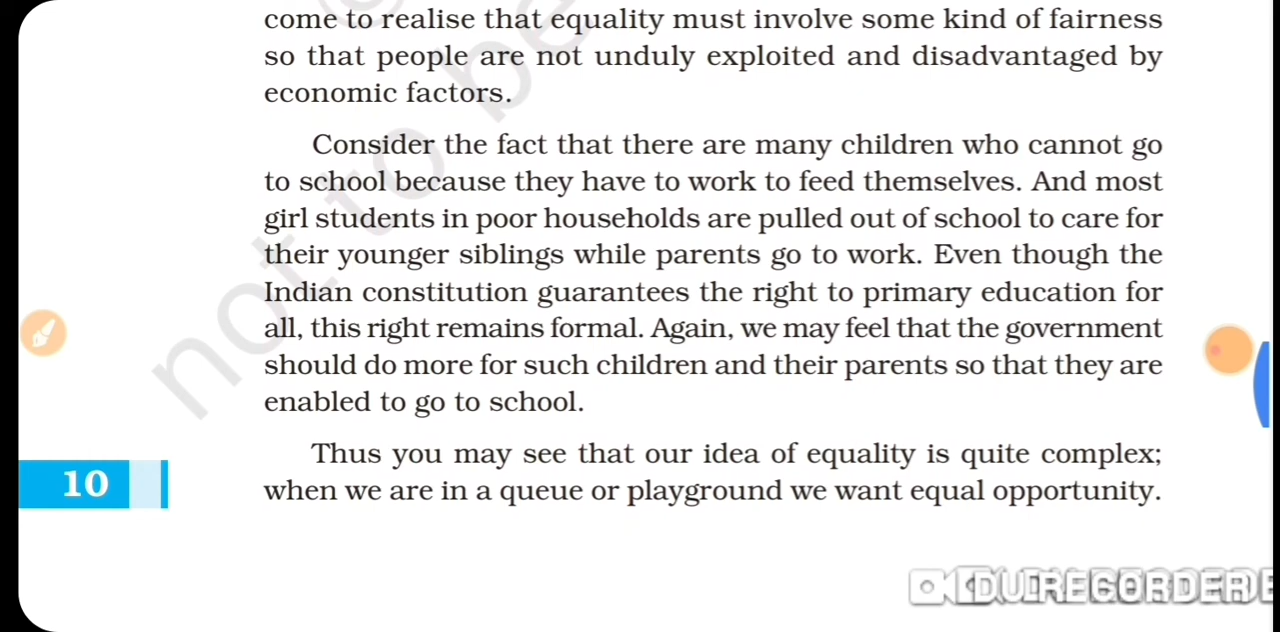 come to realise that equality must involve some kind of fairness
so that people are not unduly exploited and disadvantaged by
economic factors.
Consider the fact that there are many children who cannot go
to school because they have to work to feed themselves. And most
girl students in poor households are pulled out of school to care for
their younger siblings while parents go to work. Even though the
Indian constitution guarantees the right to primary education for
all, this right remains formal. Again, we may feel that the government
should do more for such children and their parents so that they are
enabled to go to school.
Thus you may see that our idea of equality is quite complex;
when we are in a queue or playground we want equal opportunity.
10
not to be